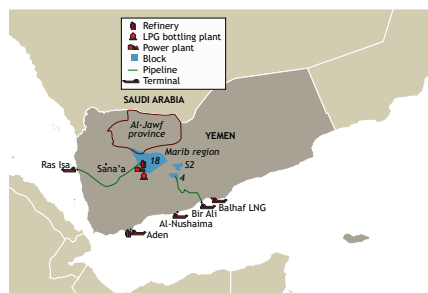 Refinery
LPG bottling plant
Power plant
Block
Pipeline
Terminal
SAUDI ARABIA
Al-Jawf
province
YEMEN
Marib region
Ras Isa
Sana'a
18
S2
4
Balhaf LNG
Bir Ali
Al-Nushaima
Aden